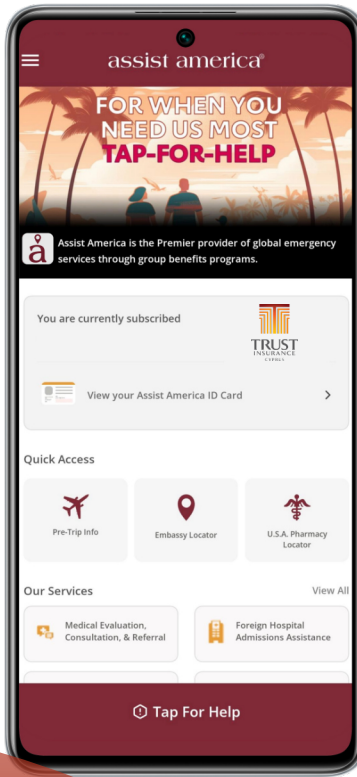 assist america®
FOR WHEN YOU
NEED US MOST
TAP-FOR-HELP
å
Assist America is the Premier provider of global emergency
services through group benefits programs.
You are currently subscribed
TRUST
INSURANCE
CYPRUS
View your Assist America ID Card
Quick Access
Pre-Trip Info
Embassy Locator
U.S.A. Pharmacy
Locator
Our Services
View All
Medical Evaluation,
Consultation, & Referral
Foreign Hospital
Admissions Assistance
Tap For Help